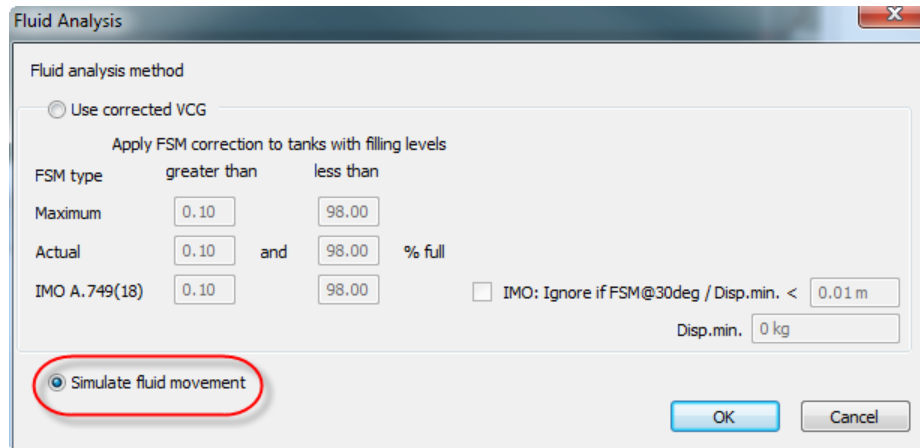 Fluid Analysis
Fluid analysis method
Use corrected VCG
Apply FSM correction to tanks with filling levels
FSM type greater than less than
Maximum 0.10 98.00
Actual 0.10 and 98.00 % full
IMO A.749(18) 0.10 98.00 IMO: Ignore if FSM@30deg / Disp.min. < 0.01 m
Disp.min. 0 kg
Simulate fluid movement
OK Cancel